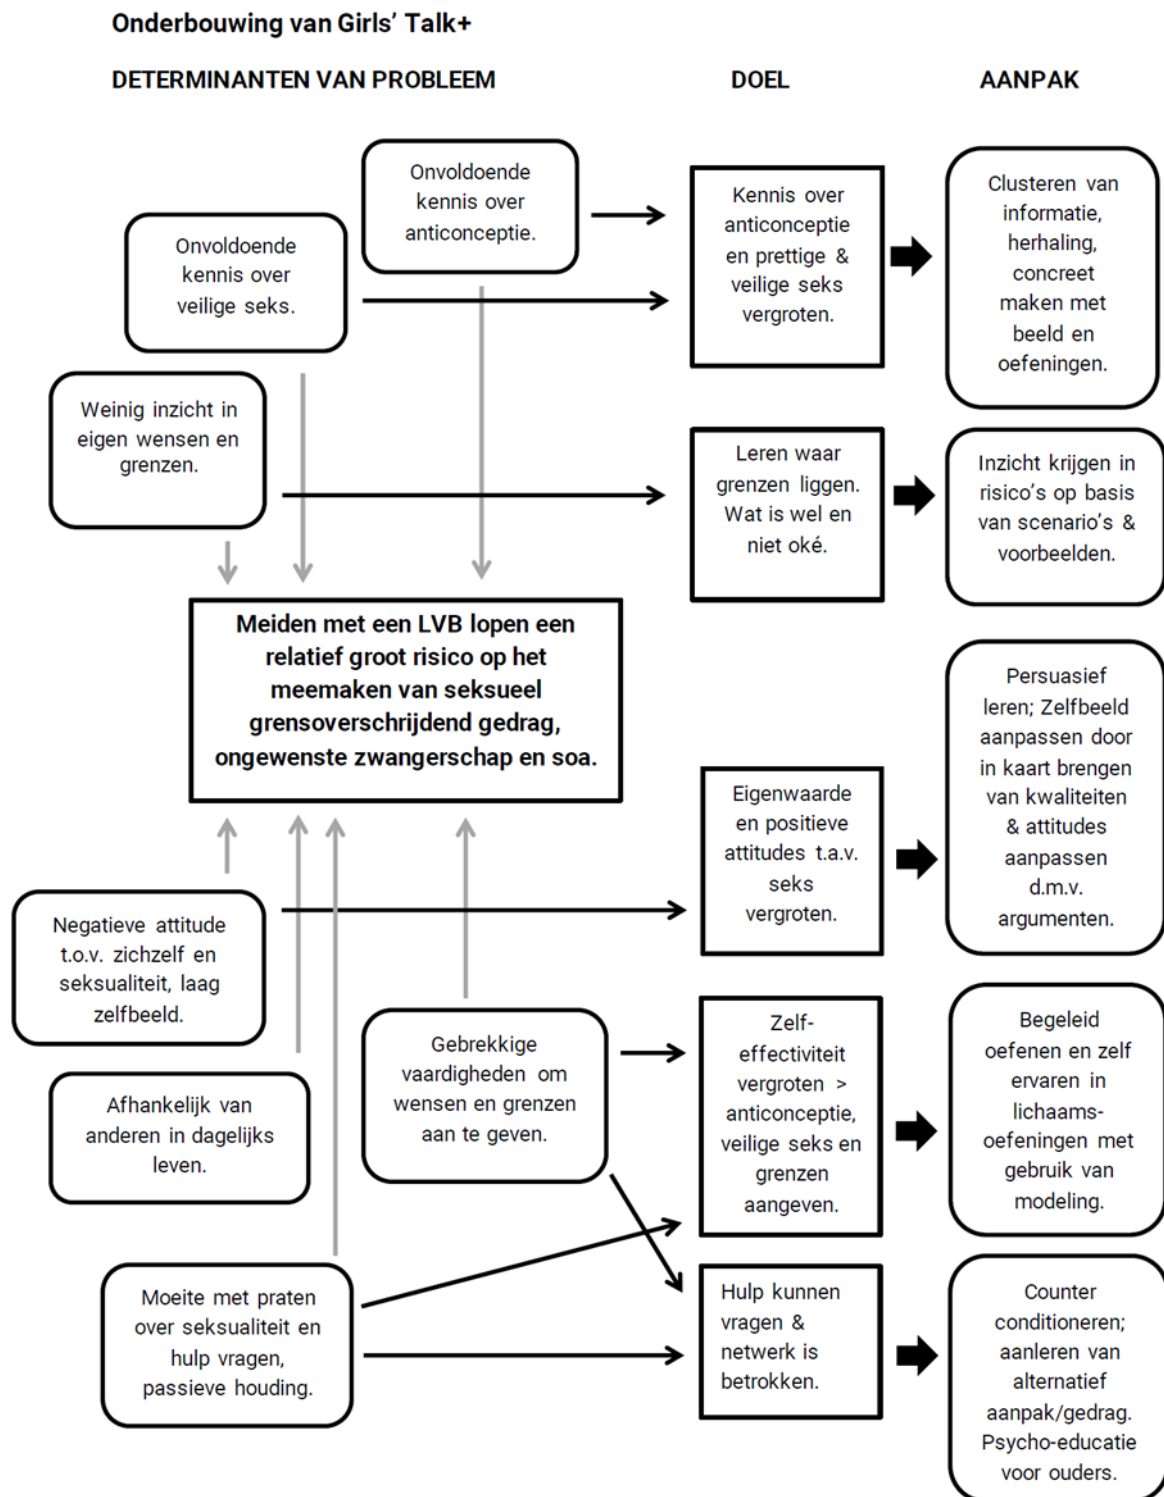 Onderbouwing van Girls' Talk+
DETERMINANTEN VAN PROBLEEM
DOEL
AANPAK
Onvoldoende
kennis over
anticonceptie.
Onvoldoende
kennis over
veilige seks.
Weinig inzicht in
eigen wensen en
grenzen.
Kennis over
anticonceptie
en prettige &
veilige seks
vergroten.
Clusteren van
informatie,
herhaling,
concreet
maken met
beeld en
oefeningen.
Leren waar
grenzen liggen.
Wat is wel en
niet oké.
Inzicht krijgen in
risico's op basis
van scenario's &
voorbeelden.
Meiden met een LVB lopen een
relatief groot risico op het
meemaken van seksueel
grensoverschrijdend gedrag,
ongewenste zwangerschap en soa.
Negatieve attitude
t.o.v. zichzelf en
seksualiteit, laag
zelfbeeld.
Eigenwaarde
en positieve
attitudes t.a.v.
seks
vergroten.
Persuasief
leren; Zelfbeeld
aanpassen door
in kaart brengen
van kwaliteiten
& attitudes
aanpassen
d.m.v.
argumenten.
Afhankelijk van
anderen in dagelijks
leven.
Gebrekkige
vaardigheden om
wensen en grenzen
aan te geven.
Zelf-
effectiviteit
vergroten >
anticonceptie,
veilige seks en
grenzen
aangeven.
Begeleid
oefenen en zelf
ervaren in
lichaams-
oefeningen met
gebruik van
modeling.
Moeite met praten
over seksualiteit en
hulp vragen,
passieve houding.
Hulp kunnen
vragen &
netwerk is
betrokken.
Counter
conditioneren;
aanleren van
alternatief
aanpak/gedrag.
Psycho-educatie
voor ouders.